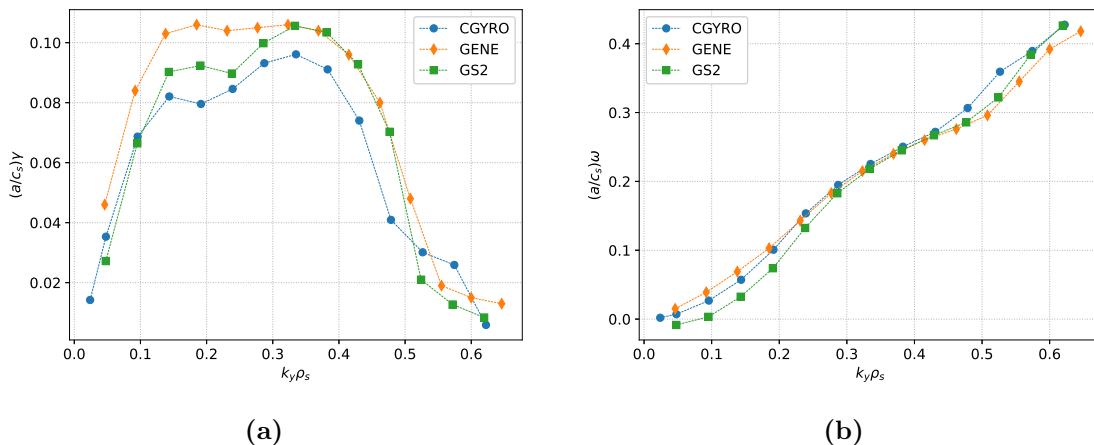 CGYRO
GENE
GS2
0.10
0.08
0.06
0.04
0.02
(a/c_s)γ
0.0 0.1 0.2 0.3 0.4 0.5 0.6
k_yρ_s
(a)
CGYRO
GENE
GS2
0.4
0.3
0.2
0.1
0.0
(a/c_s)ω
0.0 0.1 0.2 0.3 0.4 0.5 0.6
k_yρ_s
(b)